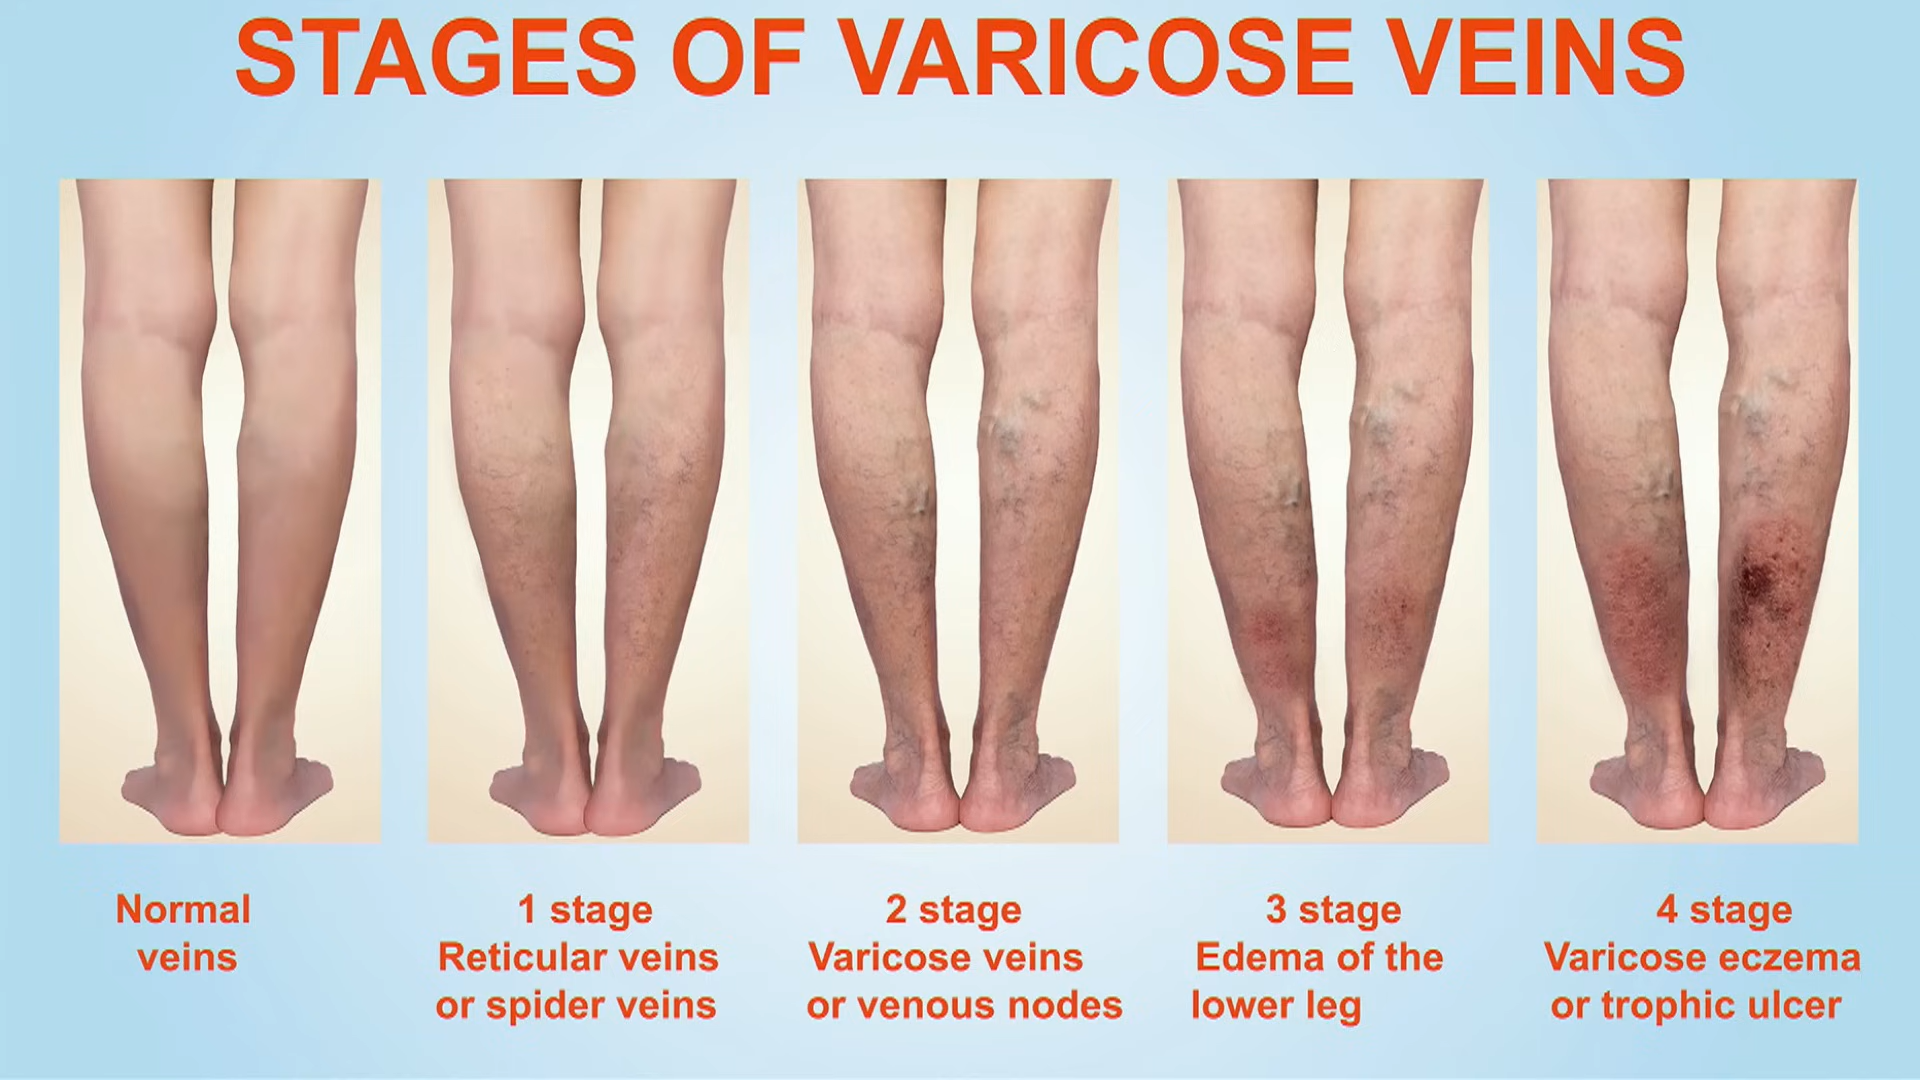 STAGES OF VARICOSE VEINS
Normal
veins
1 stage
Reticular veins
or spider veins
2 stage
Varicose veins
or venous nodes
3 stage
Edema of the
lower leg
4 stage
Varicose eczema
or trophic ulcer